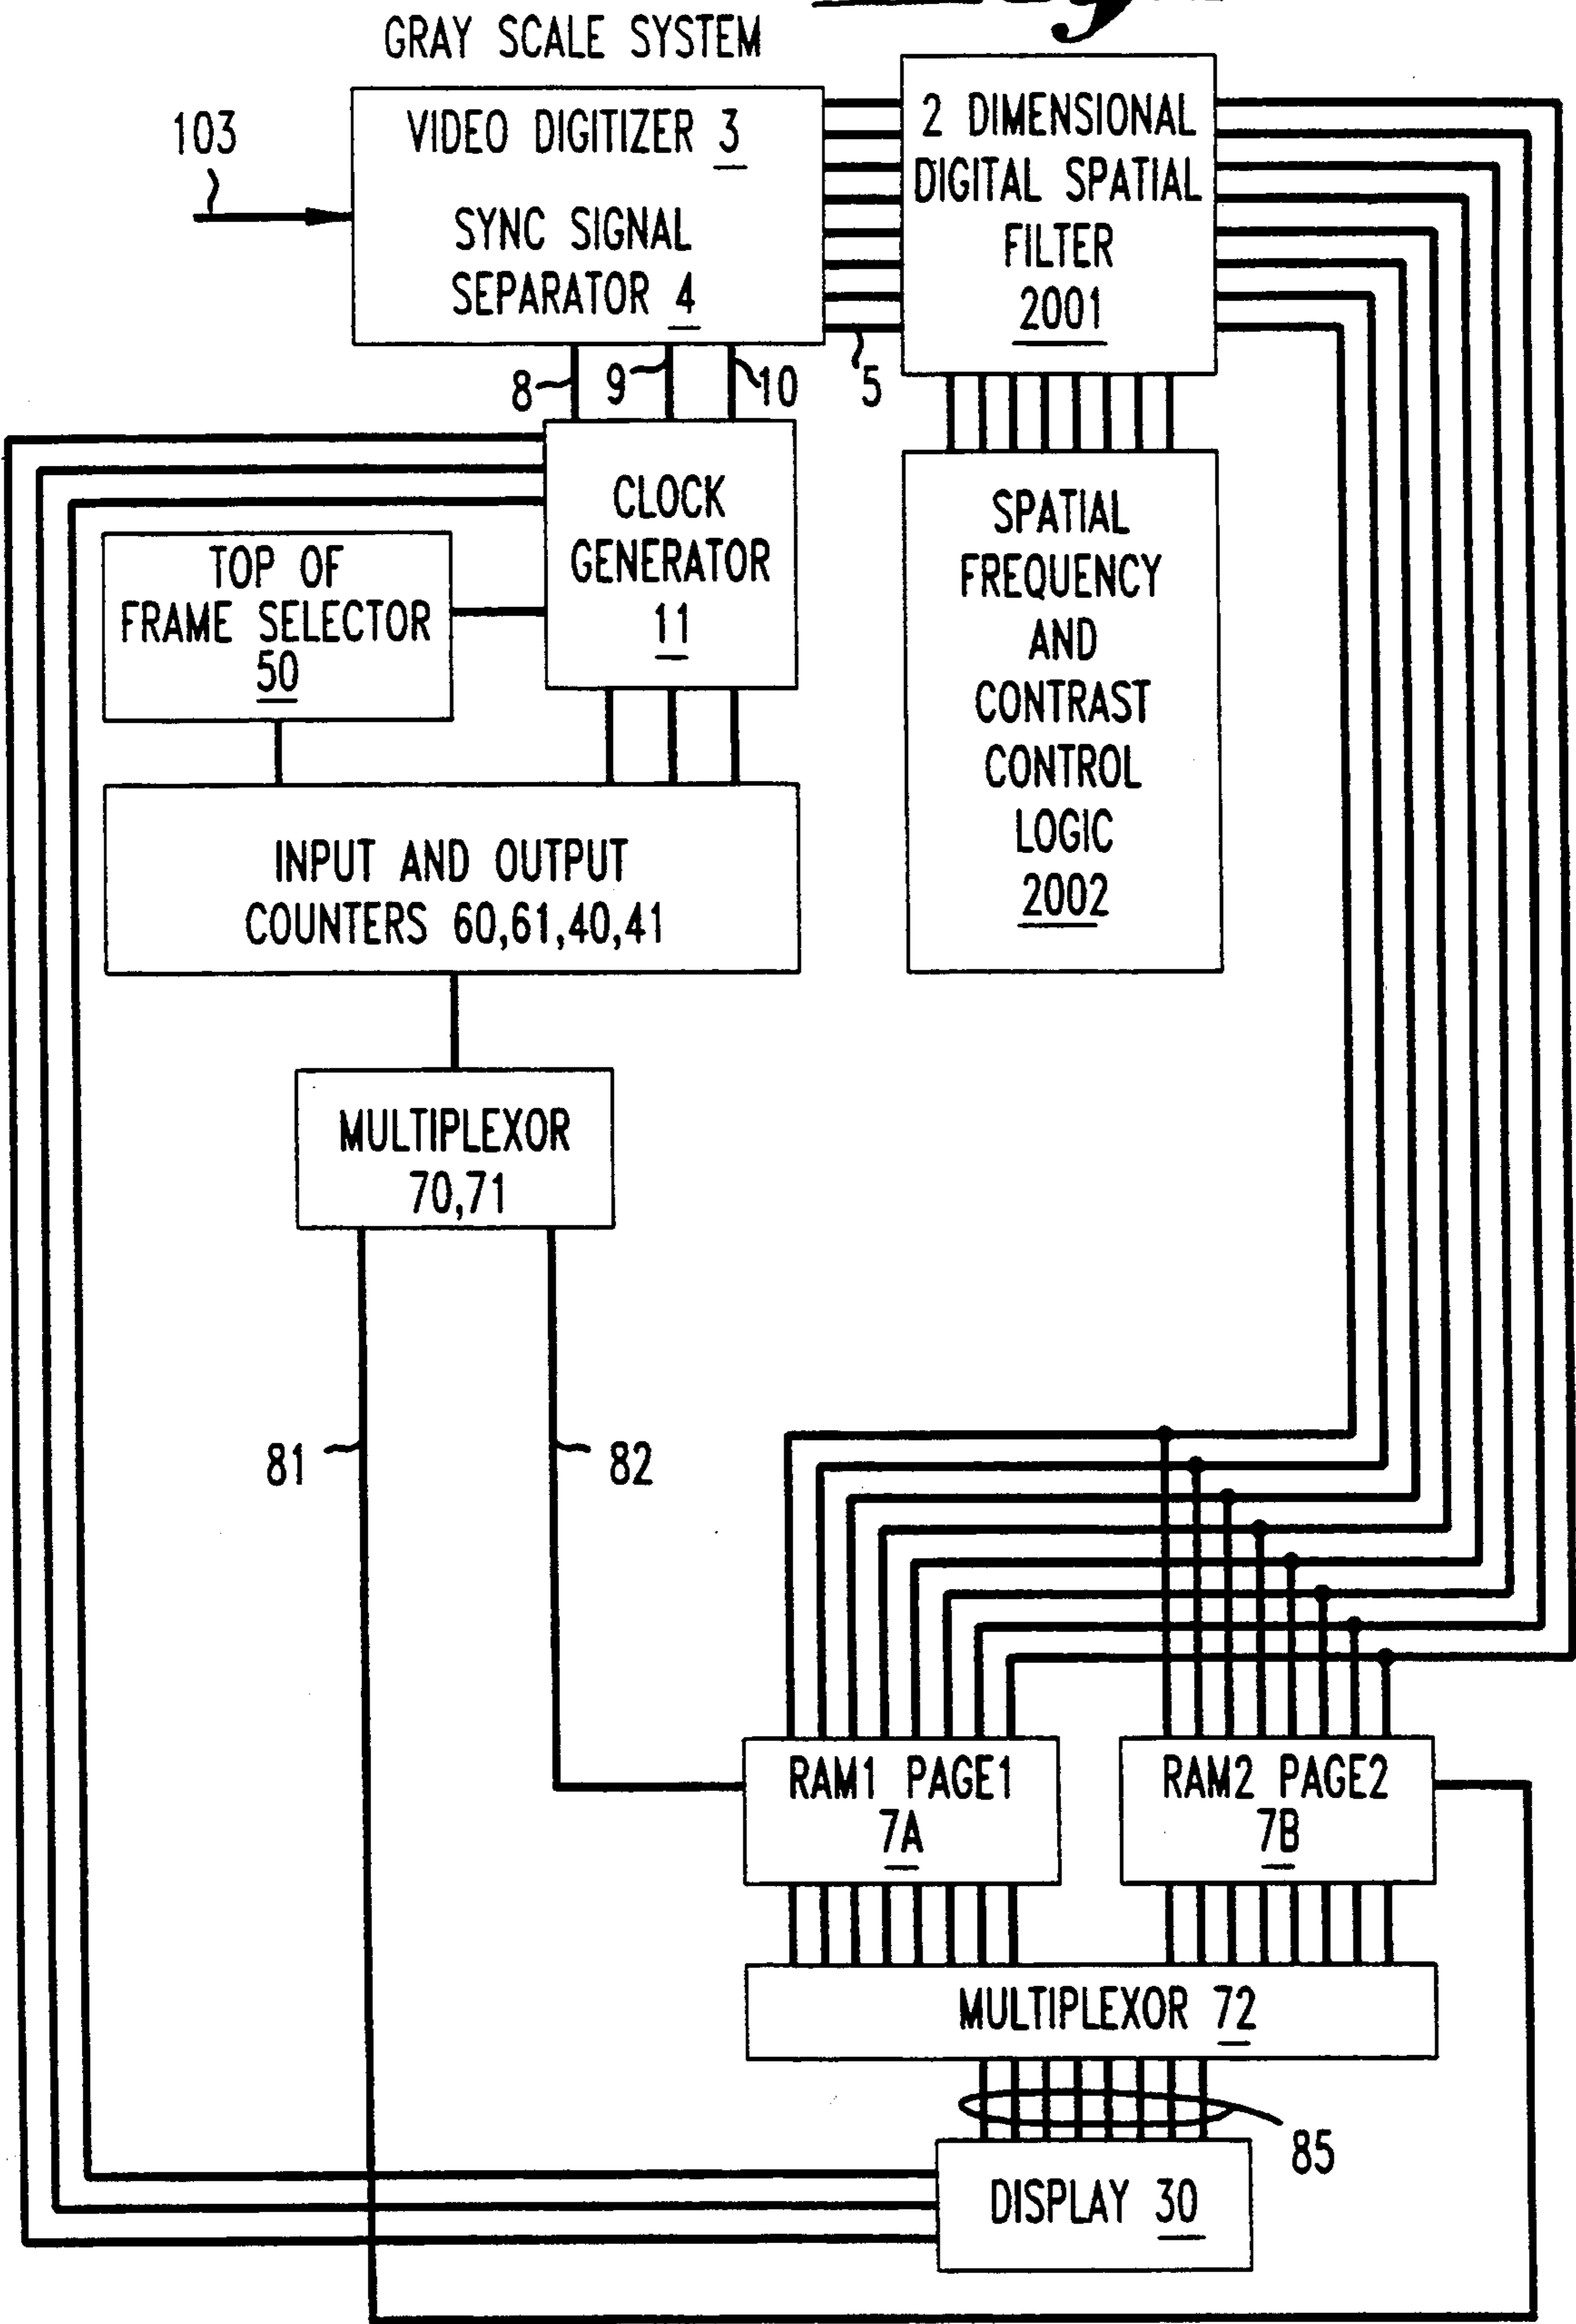 GRAY SCALE SYSTEM
103
VIDEO DIGITIZER 3
SYNC SIGNAL
SEPARATOR 4
2 DIMENSIONAL
DIGITAL SPATIAL
FILTER
2001
8
9
10
5
CLOCK
GENERATOR
11
TOP OF
FRAME SELECTOR
50
SPATIAL
FREQUENCY
AND
CONTRAST
CONTROL
LOGIC
2002
INPUT AND OUTPUT
COUNTERS 60,61,40,41
MULTIPLEXOR
70,71
81
82
RAM1 PAGE1
7A
RAM2 PAGE2
7B
MULTIPLEXOR 72
85
DISPLAY 30